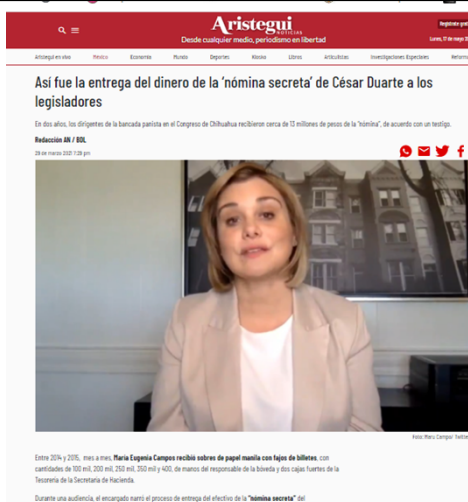 Aristegui
NOTICIAS
Desde cualquier medio, periodismo en libertad
Regístrate gratis
Lunes, 17 de mayo
Aristegui en vivo México Economía Mundo Deportes Kiosko Libros Artículistas Investigaciones Especiales
Así fue la entrega del dinero de la ‘nómina secreta’ de César Duarte a los
legisladores
En dos años, los dirigentes de la bancada panista en el Congreso de Chihuahua recibieron cerca de 13 millones de pesos de la “nómina”, de acuerdo con un testigo.
Redacción AN / BDL
29 de marzo 2021 7:29 pm
Foto: Maru Campos/ Twitter
Entre 2014 y 2015, mes a mes, María Eugenia Campos recibió sobres de papel manila con fajos de billetes, con
cantidades de 100 mil, 200 mil, 250 mil, 350 mil y 400, de manos del responsable de la bóveda y dos cajas fuertes de la
Tesorería de la Secretaría de Hacienda.
Durante una audiencia, el encargado narró el proceso de entrega del efectivo de la “nómina secreta” del